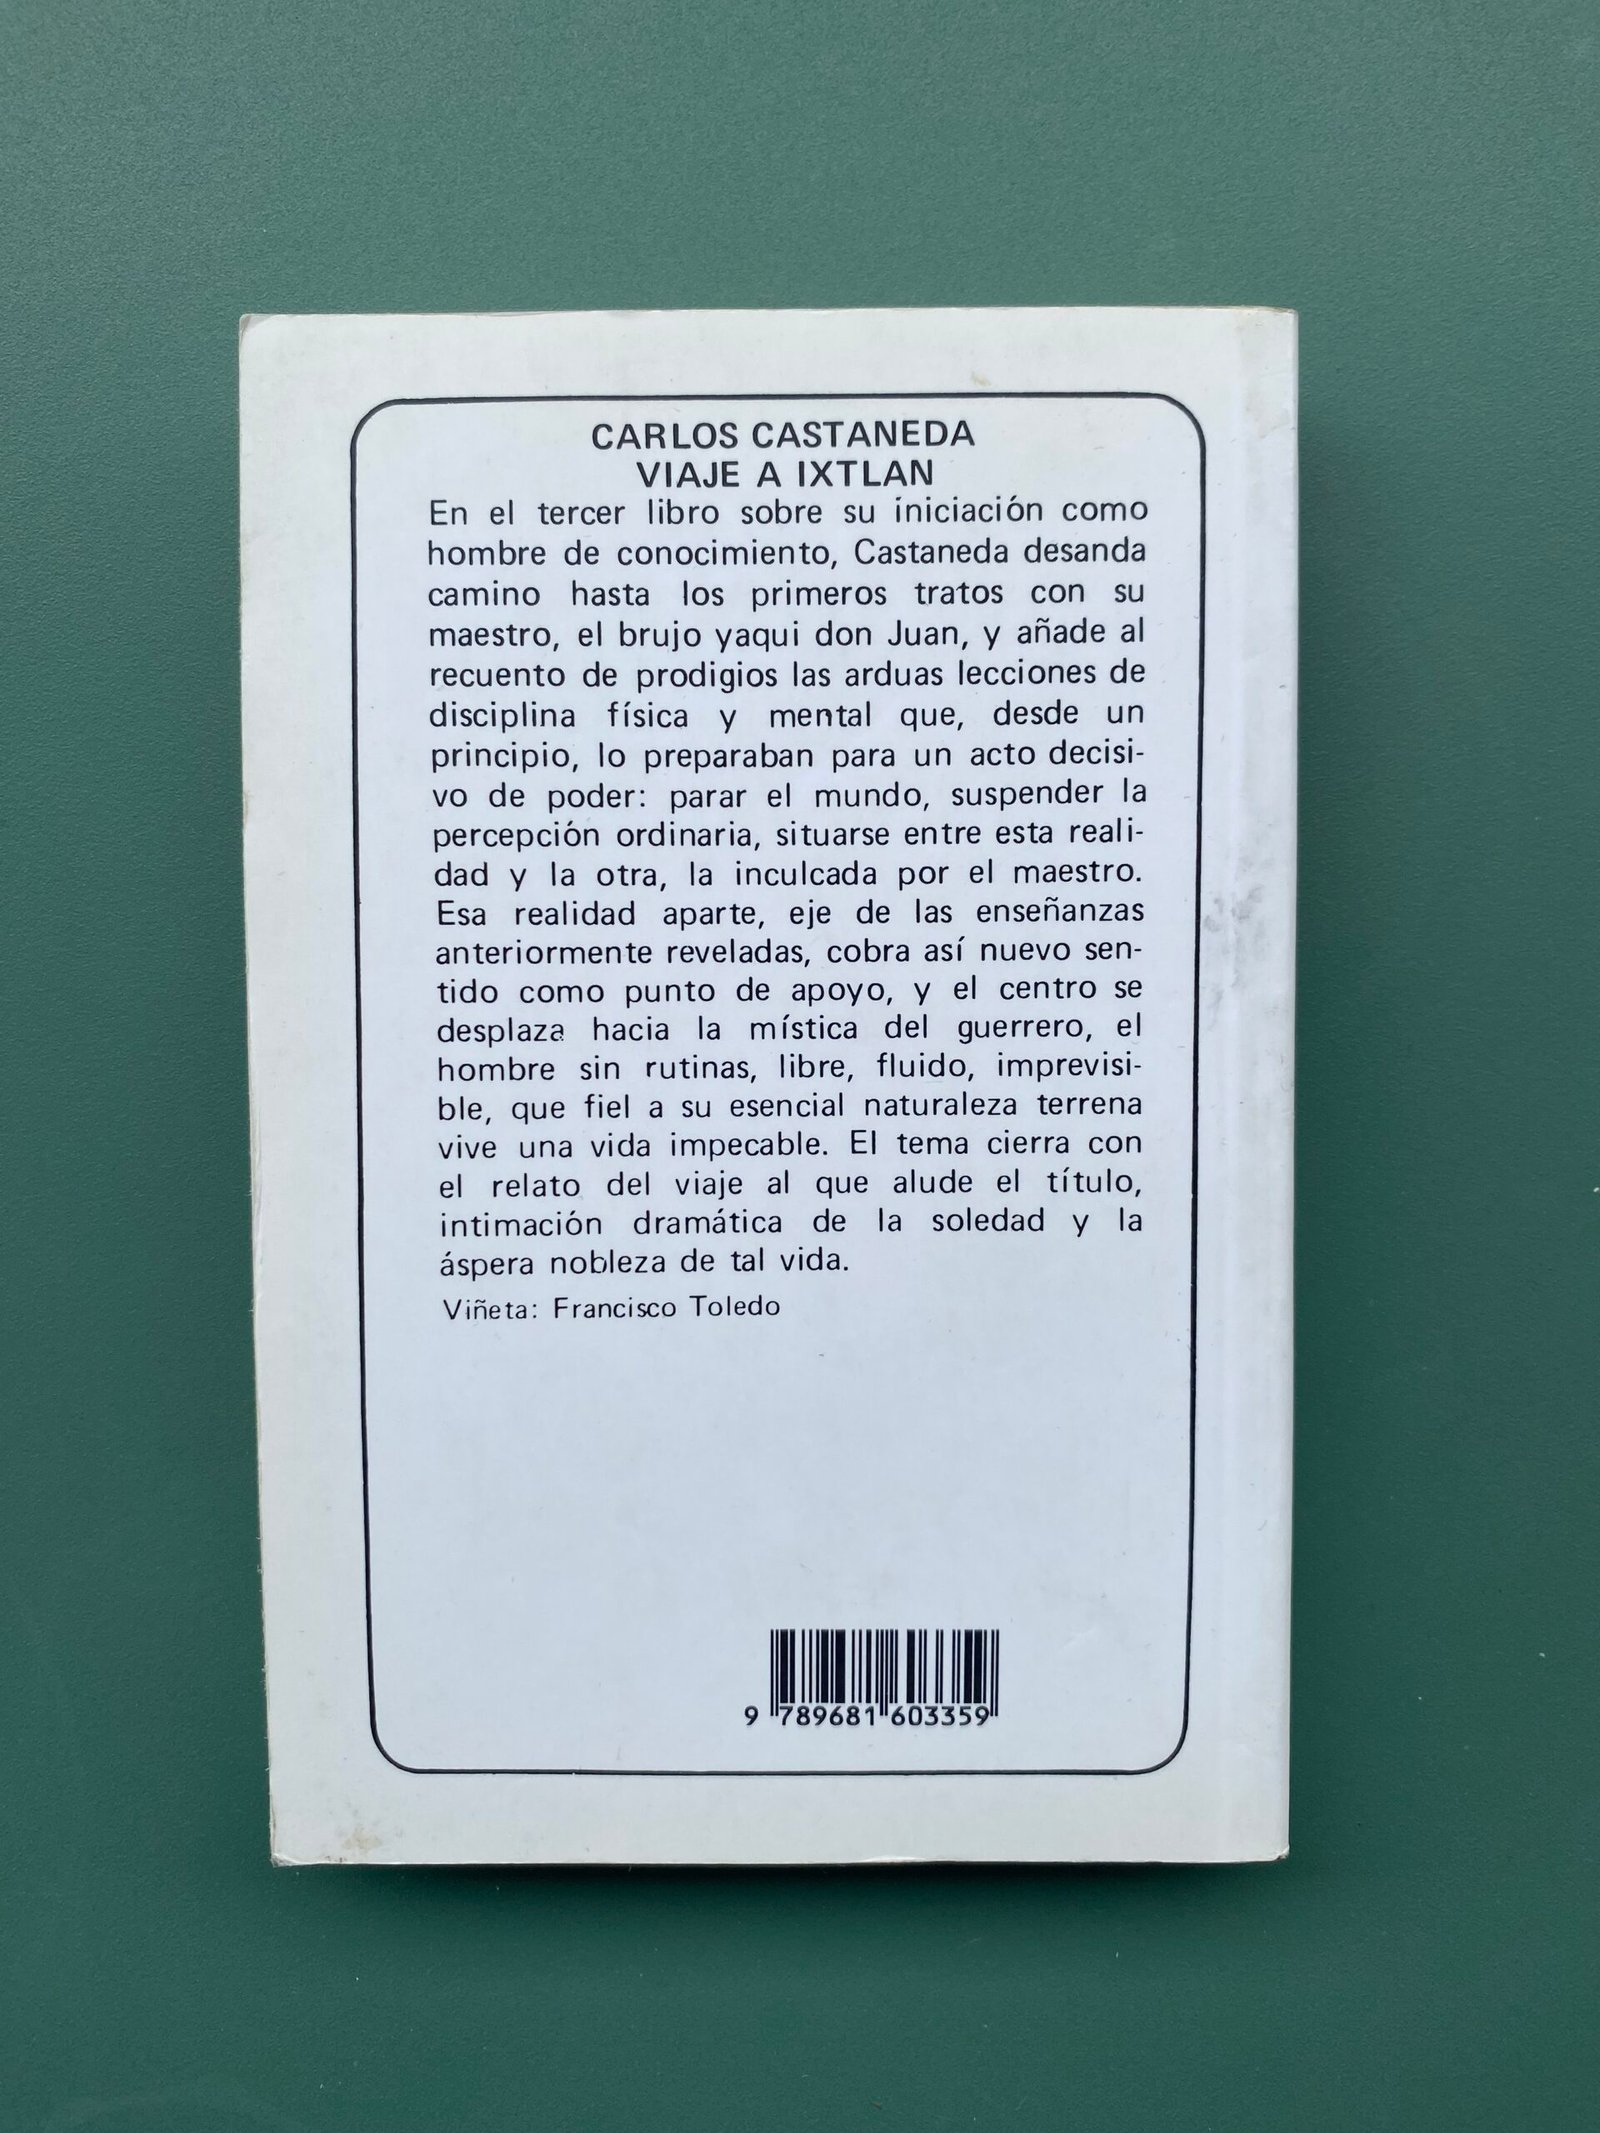 CARLOS CASTANEDA
VIAJE A IXTLAN
En el tercer libro sobre su iniciación como
hombre de conocimiento, Castaneda desanda
camino hasta los primeros tratos con su
maestro, el brujo yaqui don Juan, y añade al
recuento de prodigios las arduas lecciones de
disciplina física y mental que, desde un
principio, lo preparaban para un acto decisi-
vo de poder: parar el mundo, suspender la
percepción ordinaria, situarse entre esta reali-
dad y la otra, la inculcada por el maestro.
Esa realidad aparte, eje de las enseñanzas
anteriormente reveladas, cobra así nuevo sen-
tido como punto de apoyo, y el centro se
desplaza hacia la mística del guerrero, el
hombre sin rutinas, libre, fluido, imprevisi-
ble, que fiel a su esencial naturaleza terrena
vive una vida impecable. El tema cierra con
el relato del viaje al que alude el título,
intimación dramática de la soledad y la
áspera nobleza de tal vida.
Viñeta: Francisco Toledo
9 789681 603359